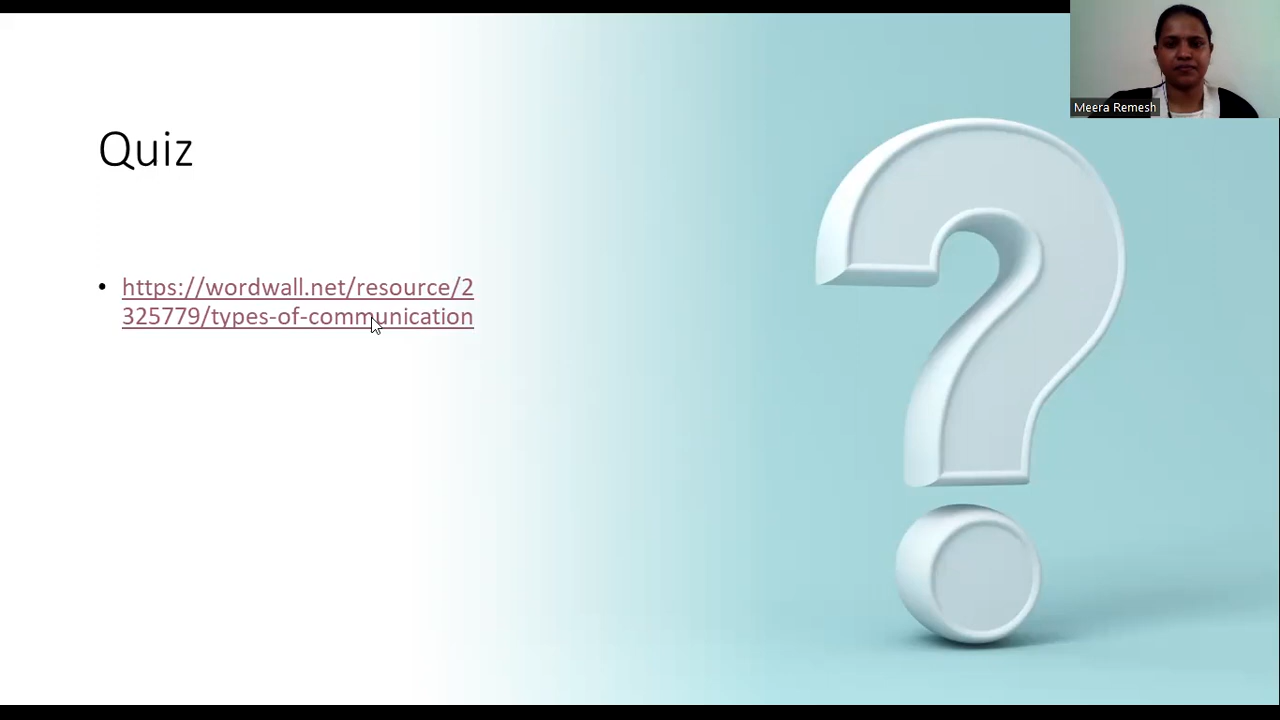 Meera Remesh
Quiz
• https://wordwall.net/resource/2
325779/types-of-communication